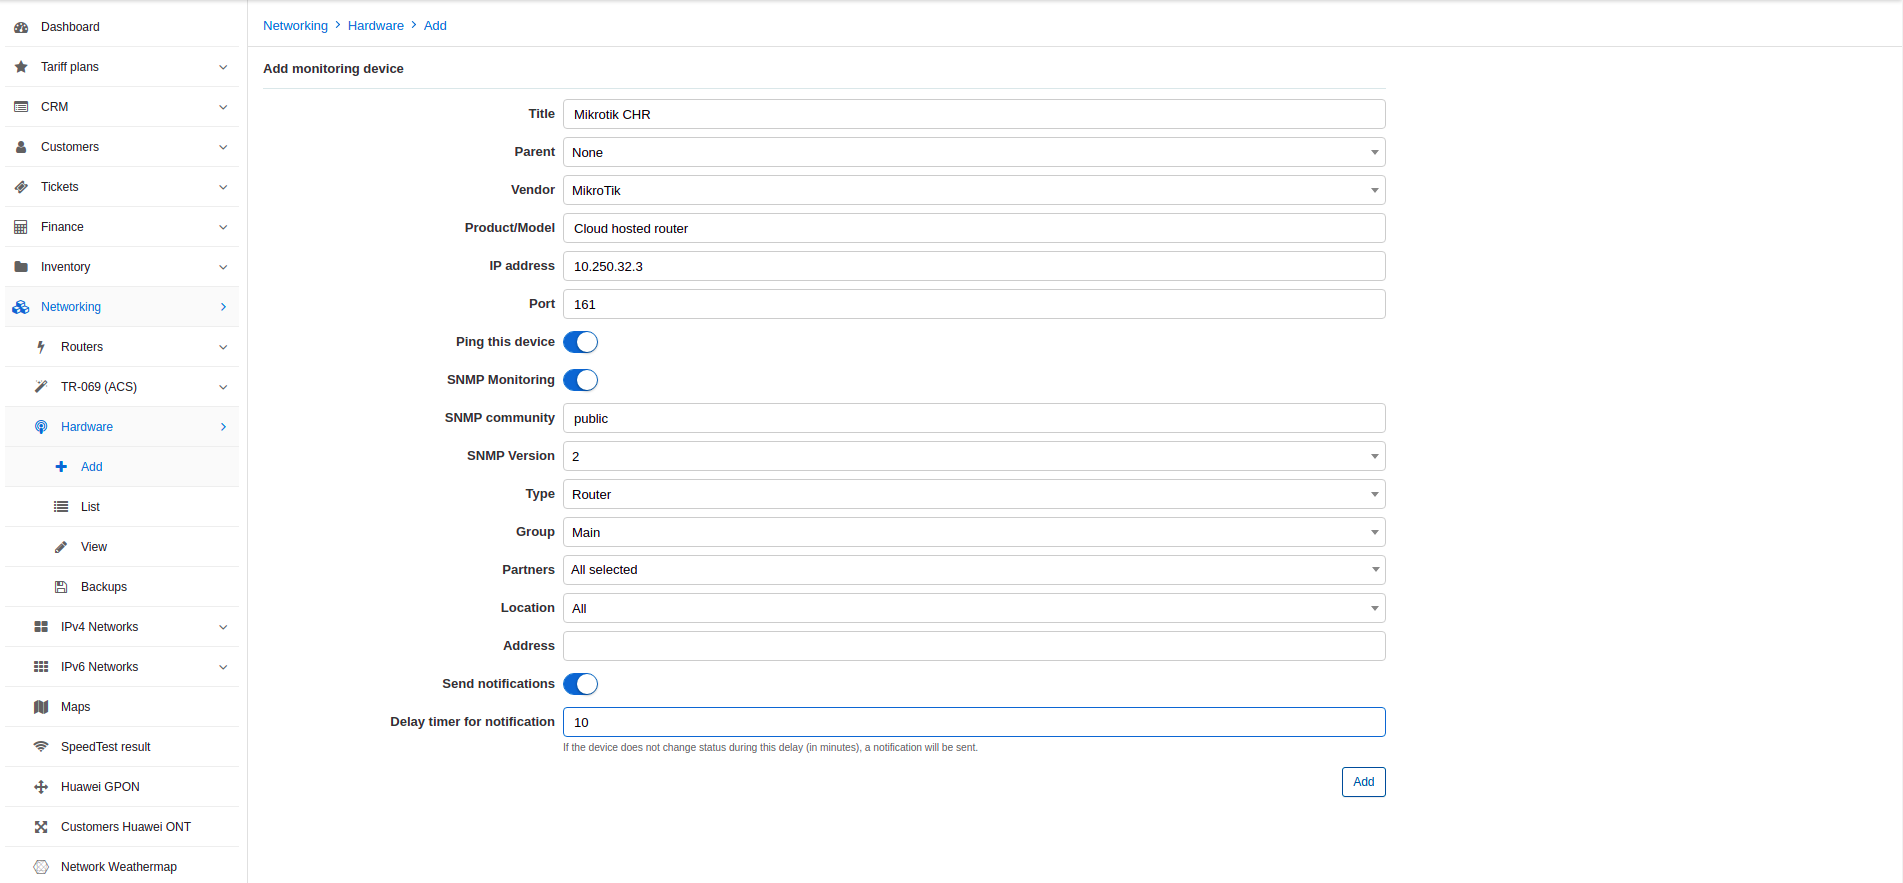 Dashboard
Tariff plans
CRM
Customers
Tickets
Finance
Inventory
Networking
Routers
TR-069 (ACS)
Hardware
Add
List
View
Backups
IPv4 Networks
IPv6 Networks
Maps
SpeedTest result
Huawei GPON
Customers Huawei ONT
Network Weathermap
Networking > Hardware > Add
Add monitoring device
Title Mikrotik CHR
Parent None
Vendor MikroTik
Product/Model Cloud hosted router
IP address 10.250.32.3
Port 161
Ping this device
SNMP Monitoring
SNMP community public
SNMP Version 2
Type Router
Group Main
Partners All selected
Location All
Address
Send notifications
Delay timer for notification 10
If the device does not change status during this delay (in minutes), a notification will be sent.
Add